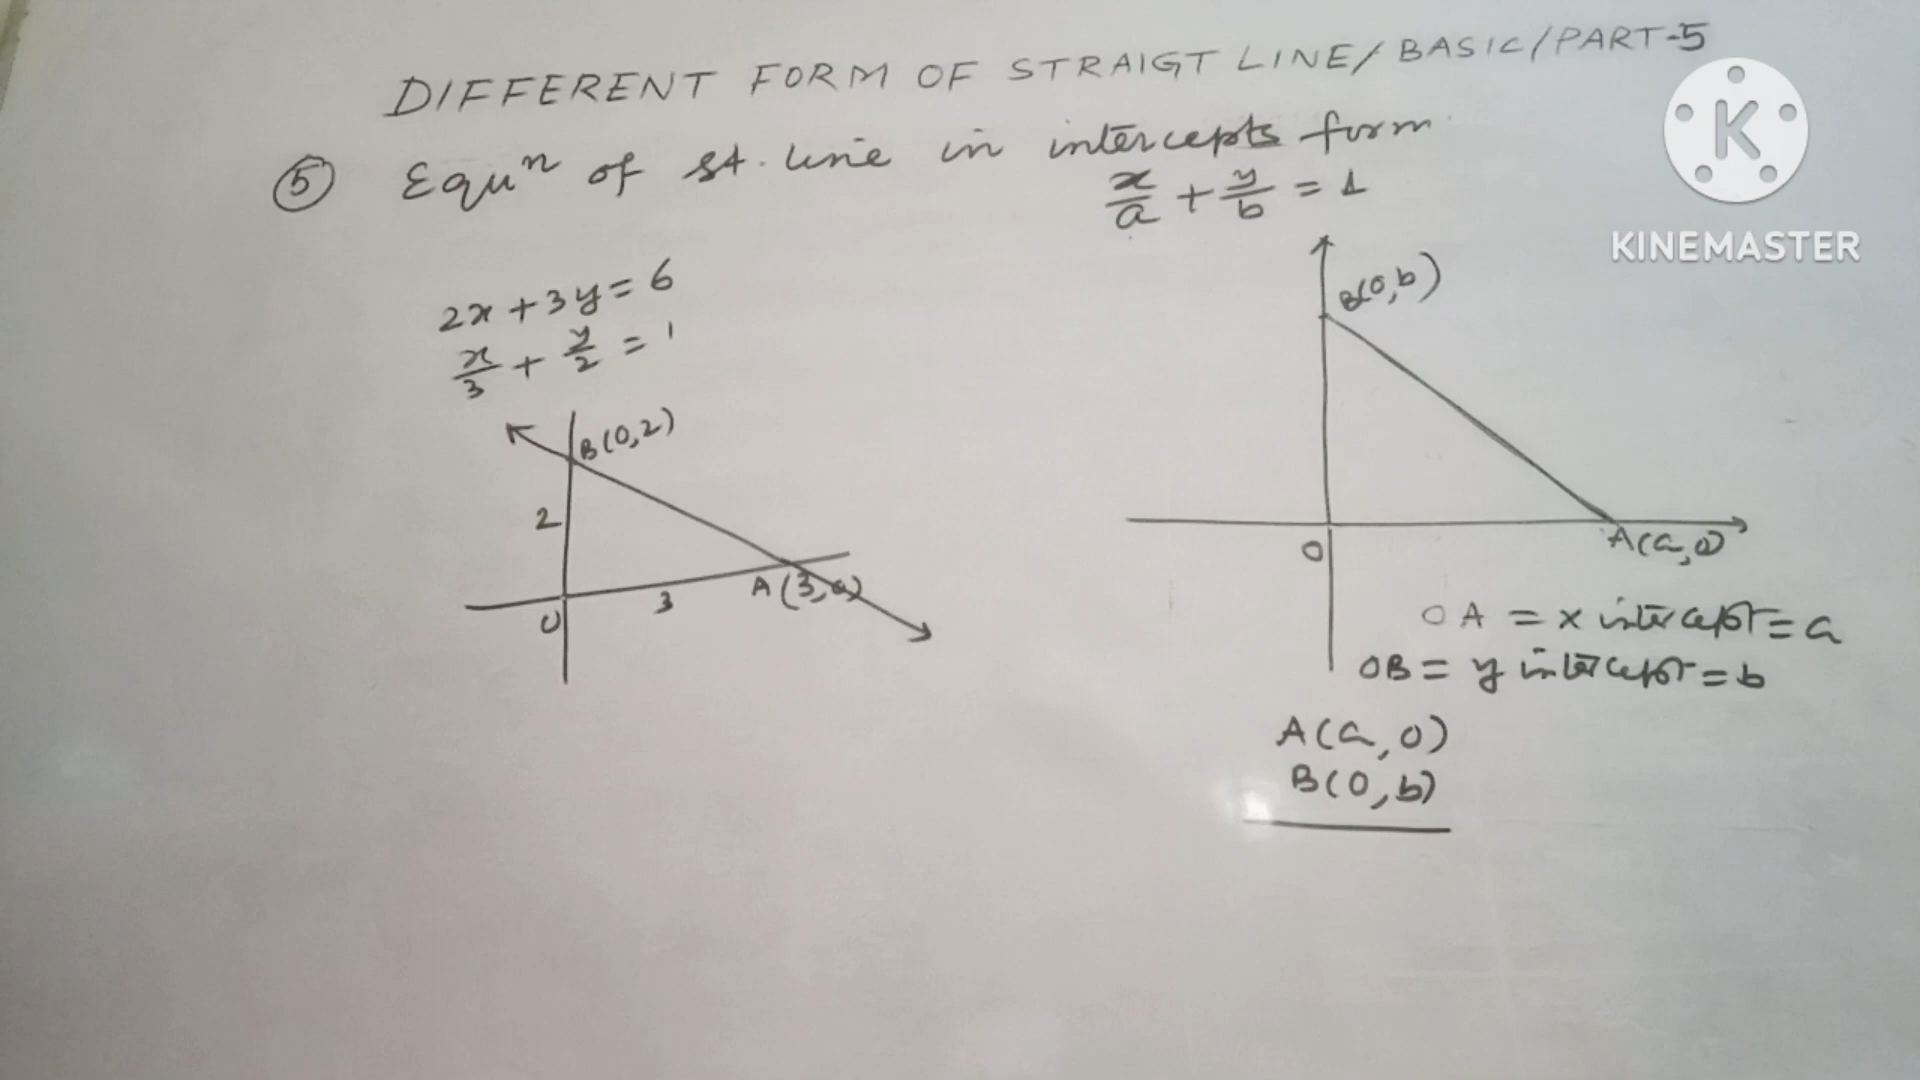 DIFFERENT FORM OF STRAIGT LINE/BASIC/PART-5
⑤ Equⁿ of st. line in intercepts form
x/a + y/b = 1
2x + 3y = 6
x/3 + y/2 = 1
B(0,2)
2
O
3
A(3,0)
B(0,b)
O
A(a,0)
OA = x intercept = a
OB = y intercept = b
A(a,0)
B(0,b)
K
KINEMASTER